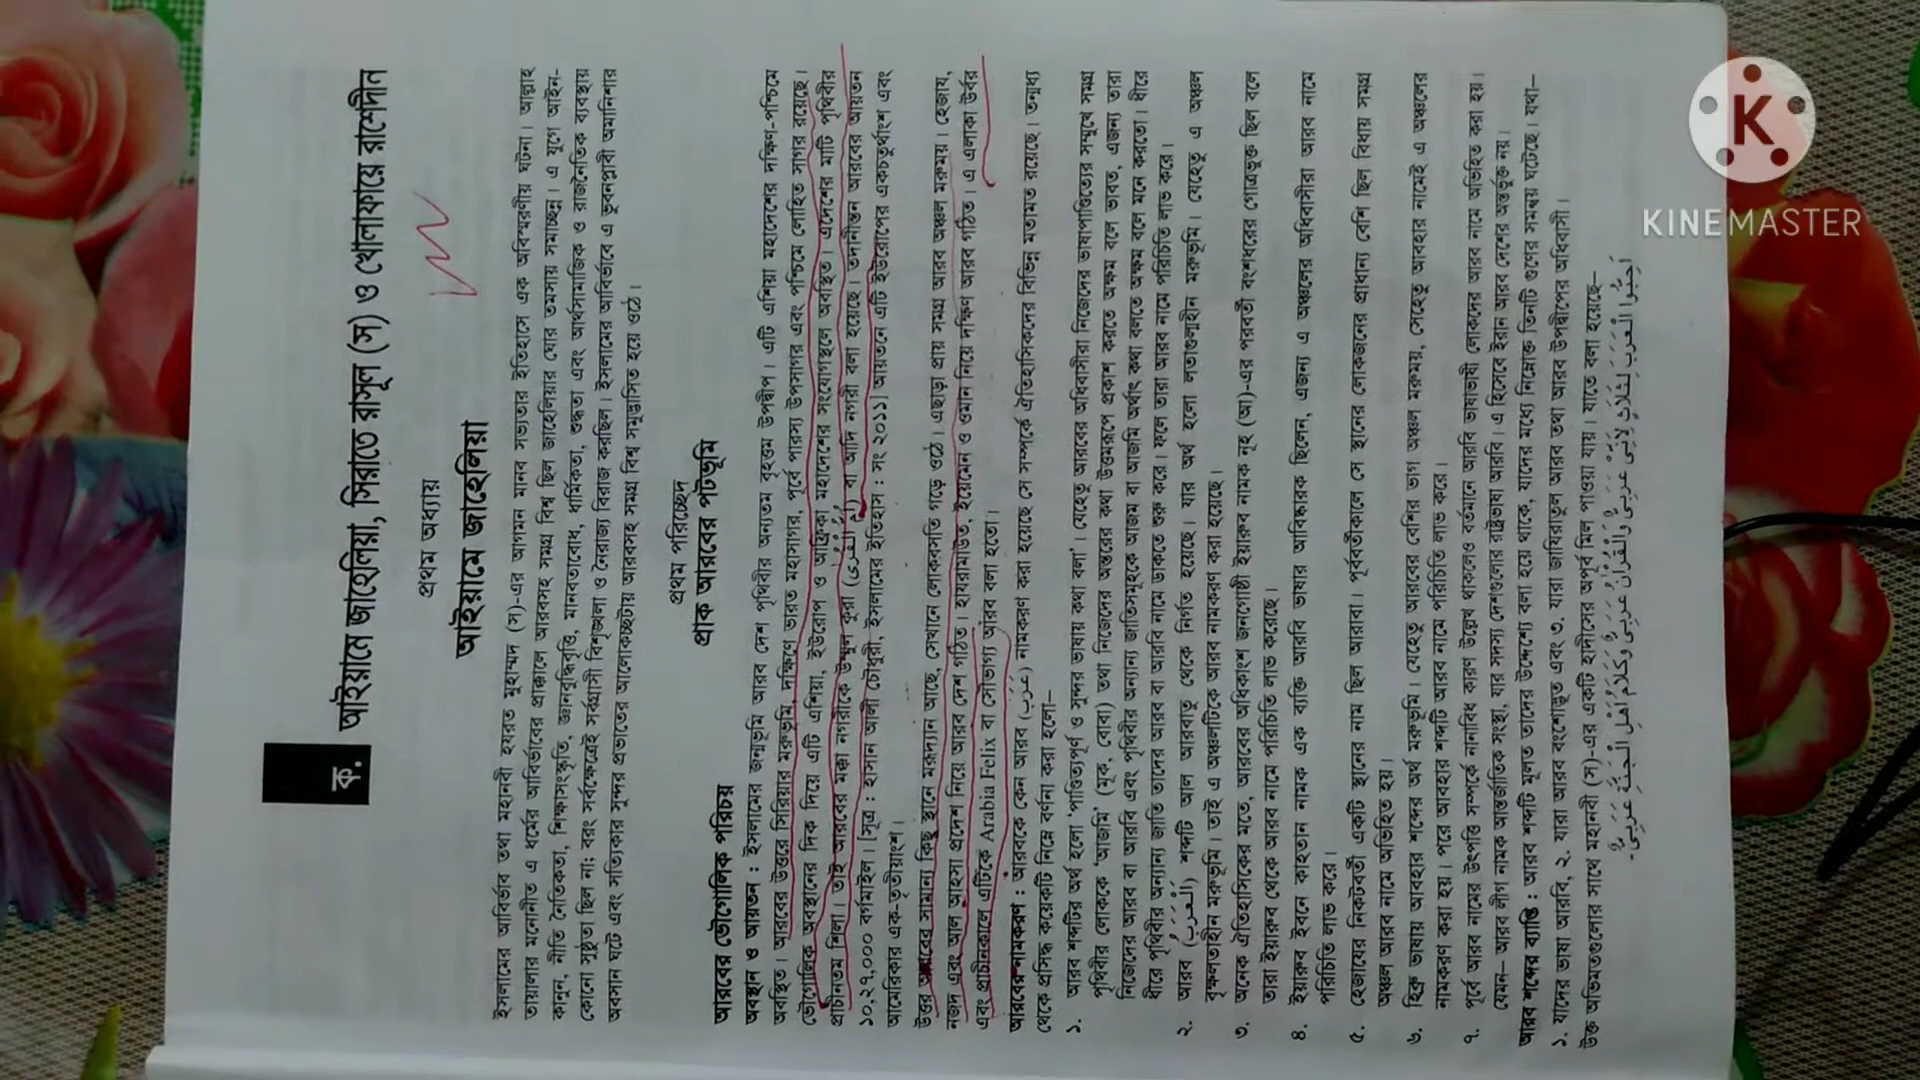 ক.
আইয়ামে জাহেলিয়া, সিরাতে রাসূল (স) ও খোলাফায়ে রাশেদীন
প্রথম অধ্যায়
আইয়ামে জাহেলিয়া
ইসলামের আবির্ভাব তথা মহানবী হযরত মুহাম্মদ (স)-এর আগমন মানব সভ্যতার ইতিহাসে এক অবিস্মরণীয় ঘটনা। আল্লাহ
তায়ালার মনোনীত এ ধর্মের আবির্ভাবের প্রাক্কালে আরবসহ সমগ্র বিশ্ব ছিল জাহেলিয়ার ঘোর তমসায় সমাচ্ছন্ন। এ যুগে আইন-
কানুন, নীতি নৈতিকতা, শিক্ষাসংস্কৃতি, জ্ঞানবুদ্ধিবৃত্তি, মানবতাবোধ, ধার্মিকতা, শুদ্ধতা এবং আর্থসামাজিক ও রাজনৈতিক ব্যবস্থায়
কোনো সুষ্ঠুতা ছিল না; বরং সর্বক্ষেত্রেই সর্বগ্রাসী বিশৃঙ্খলা ও নৈরাজ্য বিরাজ করছিল। ইসলামের আবির্ভাবে এ ভুবনপ্লাবী অমানিশার
অবসান ঘটে এবং সত্যিকার সুন্দর প্রভাতের আলোকচ্ছটায় আরবসহ সমগ্র বিশ্ব সমুদ্ভাসিত হয়ে ওঠে।
প্রথম পরিচ্ছেদ
প্রাক আরবের পটভূমি
আরবের ভৌগোলিক পরিচয়
অবস্থান ও আয়তন : ইসলামের জন্মভূমি আরব দেশ পৃথিবীর অন্যতম বৃহত্তম উপদ্বীপ। এটি এশিয়া মহাদেশের দক্ষিণ-পশ্চিমে
অবস্থিত। আরবের উত্তরে সিরিয়ার মরুভূমি, দক্ষিণে ভারত মহাসাগর, পূর্বে পারস্য উপসাগর এবং পশ্চিমে লোহিত সাগর রয়েছে।
ভৌগোলিক অবস্থানের দিক দিয়ে এটি এশিয়া, ইউরোপ ও আফ্রিকা মহাদেশের সংযোগস্থলে অবস্থিত। এদেশের মাটি পৃথিবীর
প্রাচীনতম শিলা। তাই আরবের মক্কা নগরীকে উম্মুল কুরা (أم القرى) বা আদি নগরী বলা হয়েছে। তদানীন্তন আরবের আয়তন
১০,২৭,০০০ বর্গমাইল। [সূত্র : হাসান আলী চৌধুরী, ইসলামের ইতিহাস : সং ২০১১] আয়তনে এটি ইউরোপের একচতুর্থাংশ এবং
আমেরিকার এক-তৃতীয়াংশ।
উত্তর আরবের সামান্য কিছু স্থানে মরূদ্যান আছে, সেখানে লোকবসতি গড়ে ওঠে। এছাড়া প্রায় সমগ্র আরব অঞ্চল মরুময়। হেজায,
নজদ এবং আল আহসা প্রদেশ নিয়ে আরব দেশ গঠিত। হাযরামাউত, ইয়েমেন ও ওমান নিয়ে দক্ষিণ আরব গঠিত। এ এলাকা উর্বর
এবং প্রাচীনকালে এটিকে Arabia Felix বা সৌভাগ্য আরব বলা হতো।
আরবের নামকরণ : আরবকে কেন আরব (عرب) নামকরণ করা হয়েছে সে সম্পর্কে ঐতিহাসিকদের বিভিন্ন মতামত রয়েছে। তন্মধ্য
থেকে প্রসিদ্ধ কয়েকটি নিম্নে বর্ণনা করা হলো–
১. আরব শব্দটির অর্থ হলো 'পাণ্ডিত্যপূর্ণ ও সুন্দর ভাষায় কথা বলা'। যেহেতু আরবের অধিবাসীরা নিজেদের ভাষাপাণ্ডিত্যের সম্মুখে সমগ্র
পৃথিবীর লোককে 'আজমি' (মূক, বোবা) তথা নিজেদের অন্তরের কথা উত্তমরূপে প্রকাশ করতে অক্ষম বলে ভাবত, এজন্য তারা
নিজেদের আরব বা আরবি এবং পৃথিবীর অন্যান্য জাতিসমূহকে আজম বা আজমি অর্থাৎ কথা বলতে অক্ষম বলে মনে করতো। ধীরে
ধীরে পৃথিবীর অন্যান্য জাতি তাদের আরব বা আরবি নামে ডাকতে শুরু করে। ফলে তারা আরব নামে পরিচিতি লাভ করে।
২. আরব (العرب) শব্দটি আল আরবাতু থেকে নির্গত হয়েছে। যার অর্থ হলো লতাগুল্মহীন মরুভূমি। যেহেতু এ অঞ্চল
বৃক্ষলতাহীন মরুভূমি। তাই এ অঞ্চলটিকে আরব নামকরণ করা হয়েছে।
৩. অনেক ঐতিহাসিকের মতে, আরবের অধিকাংশ জনগোষ্ঠী ইয়ারুব নামক নূহ (আ)-এর পরবর্তী বংশধরের গোত্রভুক্ত ছিল বলে
তারা ইয়ারুব থেকে আরব নামে পরিচিতি লাভ করেছে।
৪. ইয়ারুব ইবনে কাহতান নামক এক ব্যক্তি আরবি ভাষার আবিষ্কারক ছিলেন, এজন্য এ অঞ্চলের অধিবাসীরা আরব নামে
পরিচিতি লাভ করে।
৫. হেজাযের নিকটবর্তী একটি স্থানের নাম ছিল আরাবা। পূর্ববর্তীকালে সে স্থানের লোকজনের প্রাধান্য বেশি ছিল বিধায় সমগ্র
অঞ্চল আরব নামে অভিহিত হয়।
৬. হিব্রু ভাষায় আবহার শব্দের অর্থ মরুভূমি। যেহেতু আরবের বেশির ভাগ অঞ্চল মরুময়, সেহেতু আবহার নামেই এ অঞ্চলের
নামকরণ করা হয়। পরে আবহার শব্দটি আরব নামে পরিচিতি লাভ করে।
৭. পূর্বে আরব নামের উৎপত্তি সম্পর্কে নানাবিধ কারণ উল্লেখ থাকলেও বর্তমানে আরবি ভাষাভাষী লোকদের আরব নামে অভিহিত করা হয়।
যেমন– আরব লীগ নামক আন্তর্জাতিক সংস্থা, যার সদস্য দেশগুলোর রাষ্ট্রভাষা আরবি। এ হিসেবে ইরান আরব দেশের অন্তর্ভুক্ত নয়।
আরব শব্দের ব্যাপ্তি : আরব শব্দটি মূলত তাদের উদ্দেশ্যে বলা হয়ে থাকে, যাদের মধ্যে নিম্নোক্ত তিনটি গুণের সমন্বয় ঘটেছে। যথা–
১. যাদের ভাষা আরবি, ২. যারা আরব বংশোদ্ভূত এবং ৩. যারা জাযিরাতুল আরব তথা আরব উপদ্বীপের অধিবাসী।
উক্ত অভিমতগুলোর সাথে মহানবী (স)-এর একটি হাদীসের অপূর্ব মিল পাওয়া যায়। যাতে বলা হয়েছে–
أحبوا العرب لثلاث لأني عربي والقرآن عربي وكلام أهل الجنة عربي-
K
KINEMASTER